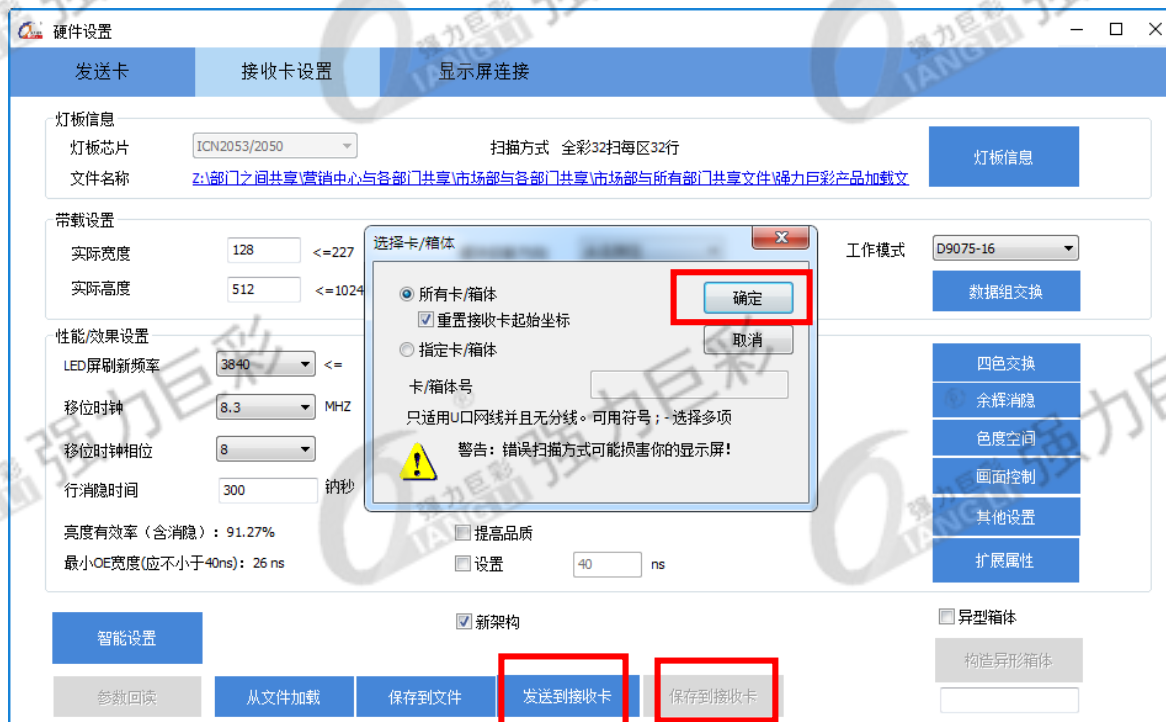 硬件设置
发送卡
接收卡设置
显示屏连接
灯板信息
灯板芯片
ICN2053/2050
扫描方式 全彩32扫每区32行
灯板信息
文件名称
Z:\部门之间共享\营销中心与各部门共享\市场部与各部门共享\市场部与所有部门共享文件\强力巨彩产品加载文
带载设置
实际宽度
128
<=227
工作模式
D9075-16
实际高度
512
<=1024
数据组交换
选择卡/箱体
所有卡/箱体
确定
重置接收卡起始坐标
取消
指定卡/箱体
卡/箱体号
只适用U口网线并且无分线。可用符号;-选择多项
警告:错误扫描方式可能损害你的显示屏!
性能/效果设置
LED屏刷新频率
3840
<=
四色交换
移位时钟
8.3
MHZ
余辉消隐
色度空间
移位时钟相位
8
画面控制
行消隐时间
300
钠秒
其他设置
亮度有效率(含消隐):91.27%
提高品质
最小OE宽度(应不小于40ns):26 ns
设置
40
ns
扩展属性
智能设置
新架构
异型箱体
构造异形箱体
参数回读
从文件加载
保存到文件
发送到接收卡
保存到接收卡
强力巨彩
QIANGLI